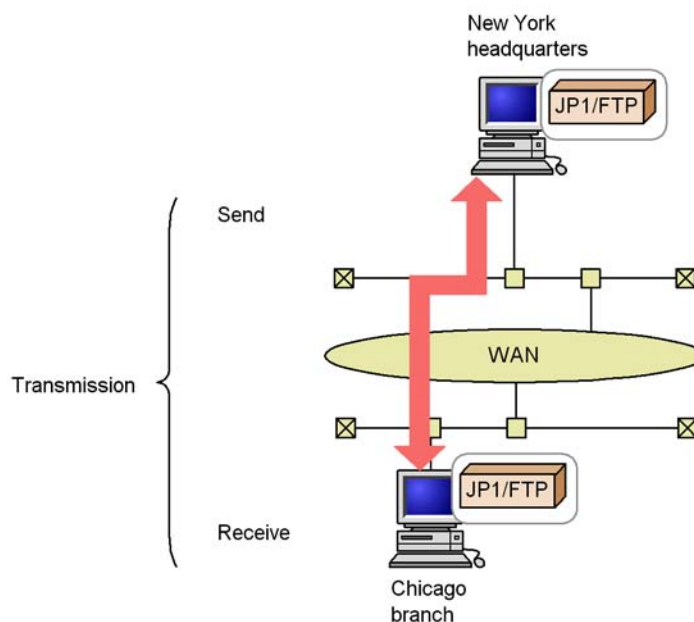 New York
headquarters
JP1/FTP
Send
WAN
Transmission
JP1/FTP
Receive
Chicago
branch